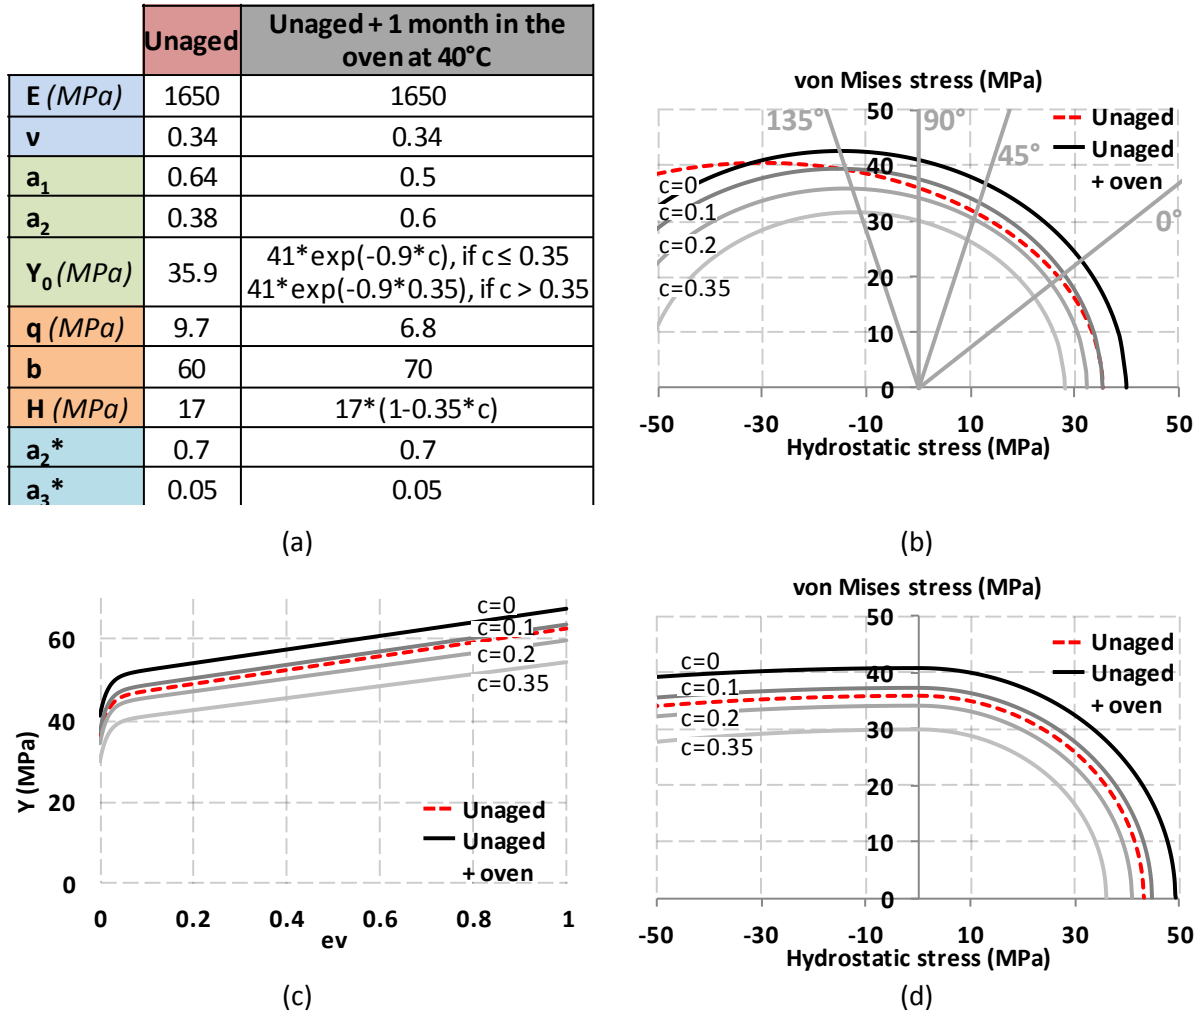 Unaged
Unaged + 1 month in the
oven at 40°C
E (MPa) 1650 1650
ν 0.34 0.34
a1 0.64 0.5
a2 0.38 0.6
Y0 (MPa) 35.9 41*exp(-0.9*c), if c ≤ 0.35
41*exp(-0.9*0.35), if c > 0.35
q (MPa) 9.7 6.8
b 60 70
H (MPa) 17 17*(1-0.35*c)
a2* 0.7 0.7
a3* 0.05 0.05
(a)
von Mises stress (MPa)
50
40
30
20
10
0
135°
90°
45°
0°
Unaged
Unaged
+ oven
c=0
c=0.1
c=0.2
c=0.35
-50 -30 -10 10 30 50
Hydrostatic stress (MPa)
(b)
Y (MPa)
60
40
20
0
c=0
c=0.1
c=0.2
c=0.35
Unaged
Unaged
+ oven
0 0.2 0.4 0.6 0.8 1
ev
(c)
von Mises stress (MPa)
50
40
30
20
10
0
Unaged
Unaged
+ oven
c=0
c=0.1
c=0.2
c=0.35
-50 -30 -10 10 30 50
Hydrostatic stress (MPa)
(d)